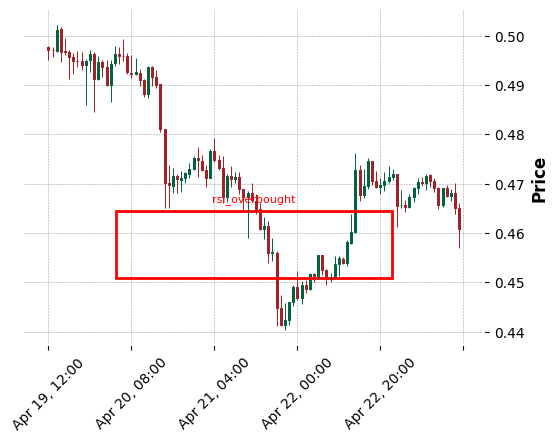 0.50
0.49
0.48
0.47
0.46
0.45
0.44
Price
rsi_overbought
Apr 19, 12:00
Apr 20, 08:00
Apr 21, 04:00
Apr 22, 00:00
Apr 22, 20:00